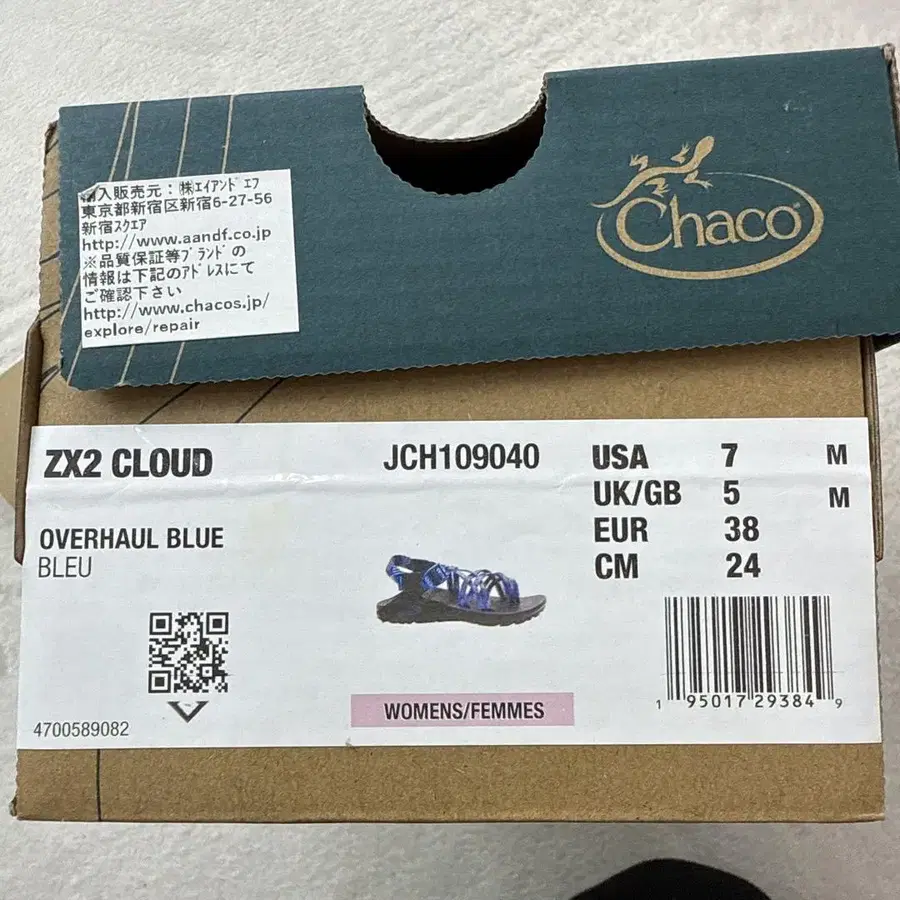 輸入販売元：㈱エイアンドエフ
東京都新宿区新宿6-27-56
新宿スクエア
http://www.aandf.co.jp
※品質保証等ブランドの
情報は下記のアドレスにて
ご確認下さい
http://www.chacos.jp/
explore/repair
Chaco®
ZX2 CLOUD
JCH109040
USA 7 M
UK/GB 5 M
EUR 38
CM 24
OVERHAUL BLUE
BLEU
WOMENS/FEMMES
4700589082
1 95017 29384 9